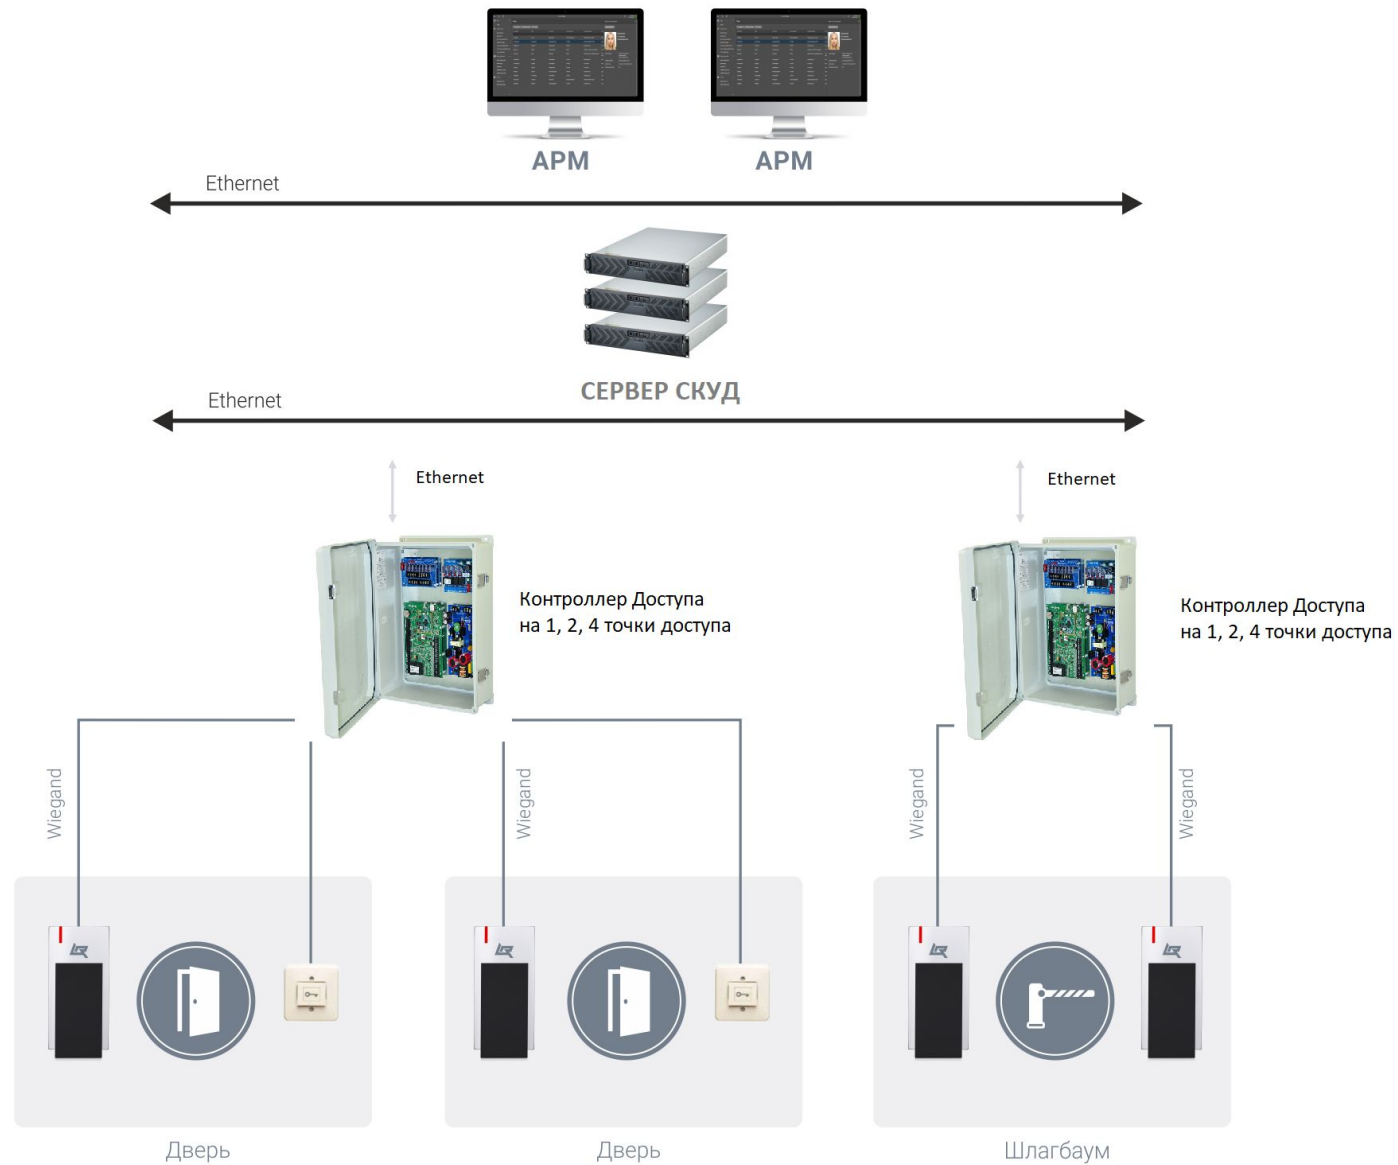 АРМ
АРМ
Ethernet
СЕРВЕР СКУД
Ethernet
Ethernet
Ethernet
Контроллер Доступа
на 1, 2, 4 точки доступа
Контроллер Доступа
на 1, 2, 4 точки доступа
Wiegand
Wiegand
Wiegand
Wiegand
Дверь
Дверь
Шлагбаум